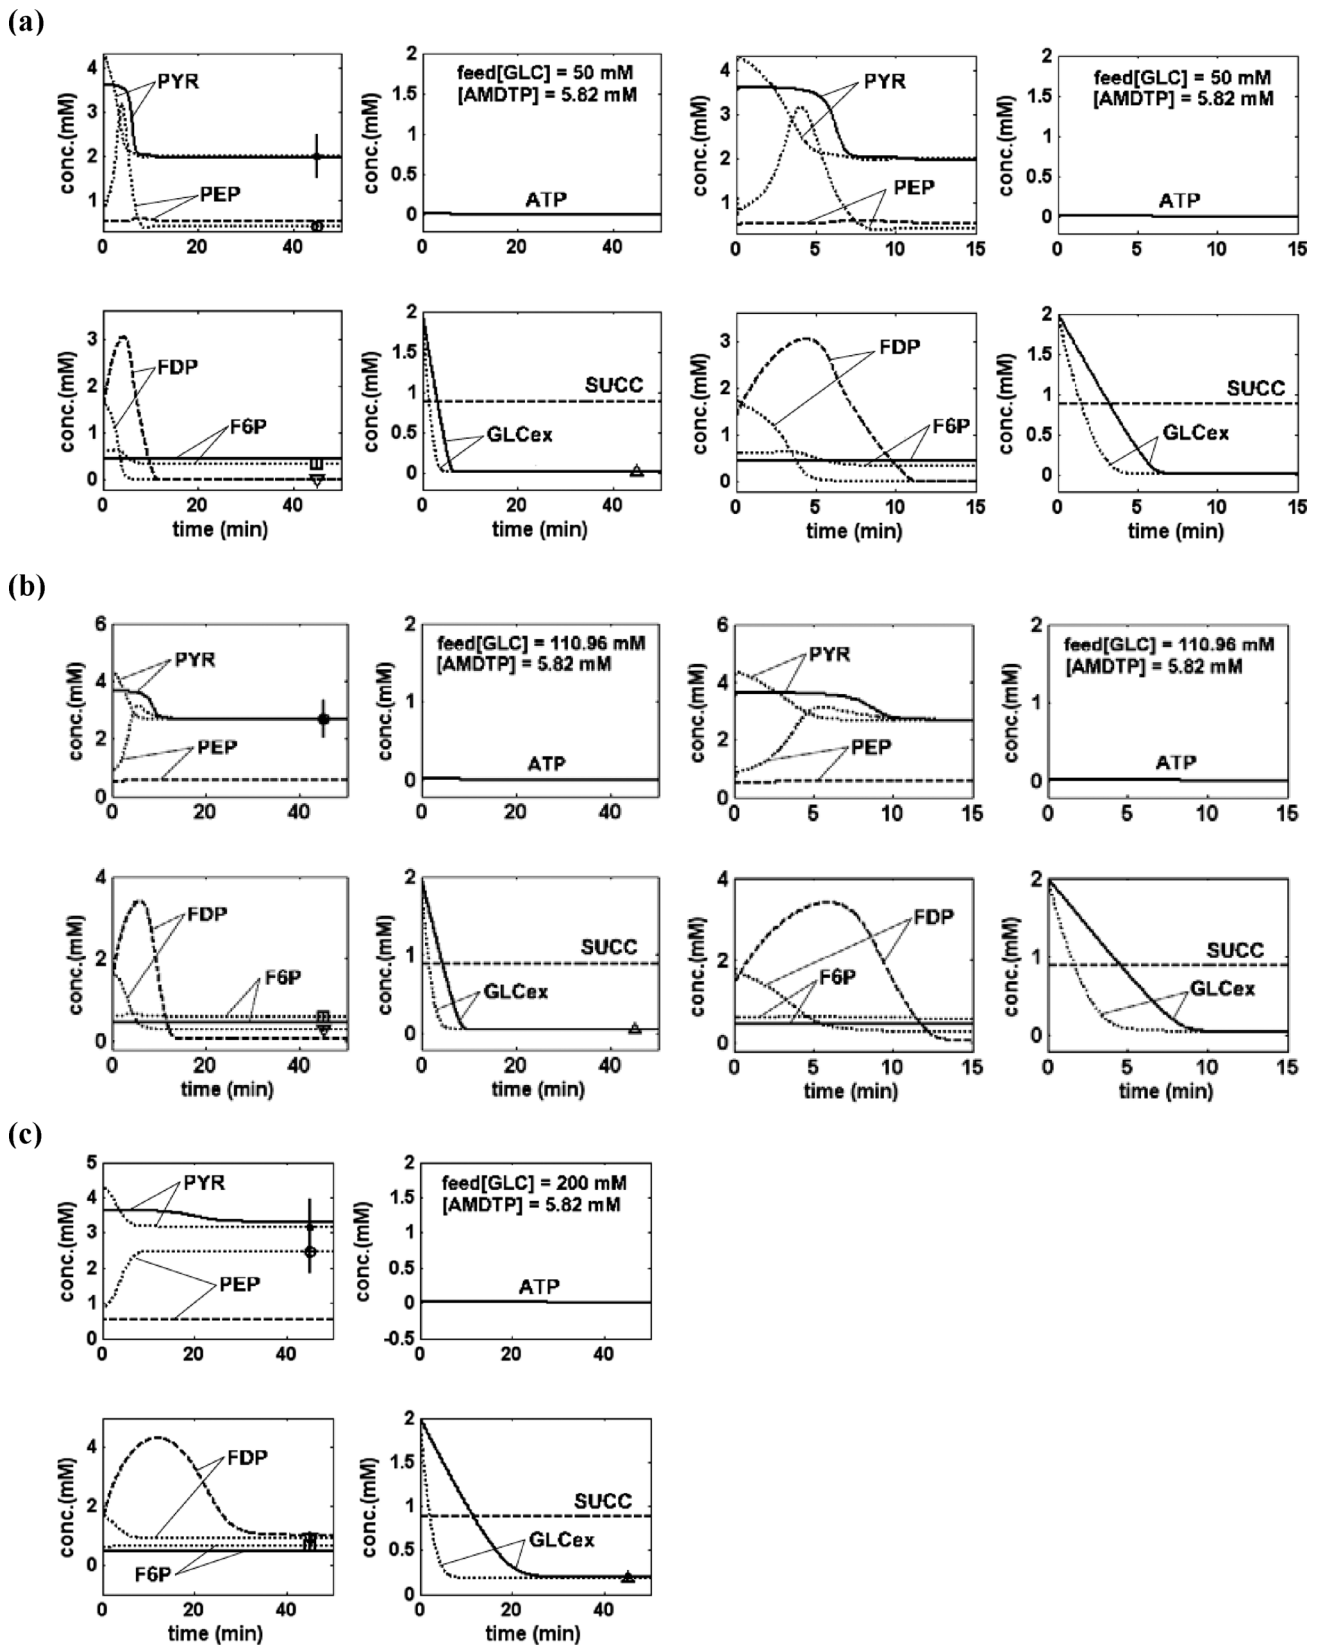 (a)
conc.(mM)
4
3
2
1
0 20 40
PYR
PEP
conc.(mM)
2
1.5
1
0.5
0
0 20 40
feed[GLC] = 50 mM
[AMDTP] = 5.82 mM
ATP
conc.(mM)
4
3
2
1
0 5 10 15
PYR
PEP
conc.(mM)
2
1.5
1
0.5
0
0 5 10 15
feed[GLC] = 50 mM
[AMDTP] = 5.82 mM
ATP
conc.(mM)
3
2
1
0
0 20 40
FDP
F6P
time (min)
conc.(mM)
2
1.5
1
0.5
0
0 20 40
SUCC
GLCex
time (min)
conc.(mM)
3
2
1
0
0 5 10 15
FDP
F6P
time (min)
conc.(mM)
2
1.5
1
0.5
0
0 5 10 15
SUCC
GLCex
time (min)
(b)
conc.(mM)
6
4
2
0
0 20 40
PYR
PEP
conc.(mM)
2
1
0
0 20 40
feed[GLC] = 110.96 mM
[AMDTP] = 5.82 mM
ATP
conc.(mM)
6
4
2
0
0 5 10 15
PYR
PEP
conc.(mM)
2
1
0
0 5 10 15
feed[GLC] = 110.96 mM
[AMDTP] = 5.82 mM
ATP
conc.(mM)
4
2
0
0 20 40
FDP
F6P
time (min)
conc.(mM)
2
1
0
0 20 40
SUCC
GLCex
time (min)
conc.(mM)
4
2
0
0 5 10 15
FDP
F6P
time (min)
conc.(mM)
2
1
0
0 5 10 15
SUCC
GLCex
time (min)
(c)
conc.(mM)
5
4
3
2
1
0
0 20 40
PYR
PEP
conc.(mM)
2
1.5
1
0.5
0
-0.5
0 20 40
feed[GLC] = 200 mM
[AMDTP] = 5.82 mM
ATP
conc.(mM)
4
2
0
0 20 40
FDP
F6P
time (min)
conc.(mM)
2
1.5
1
0.5
0
0 20 40
SUCC
GLCex
time (min)